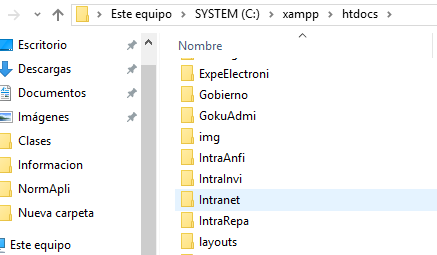 Este equipo > SYSTEM (C:) > xampp > htdocs
Escritorio
Descargas
Documentos
Imágenes
Clases
Informacion
NormApli
Nueva carpeta
Este equipo
Nombre
ExpeElectroni
Gobierno
GokuAdmi
img
IntraAnfi
IntraInvi
Intranet
IntraRepa
layouts